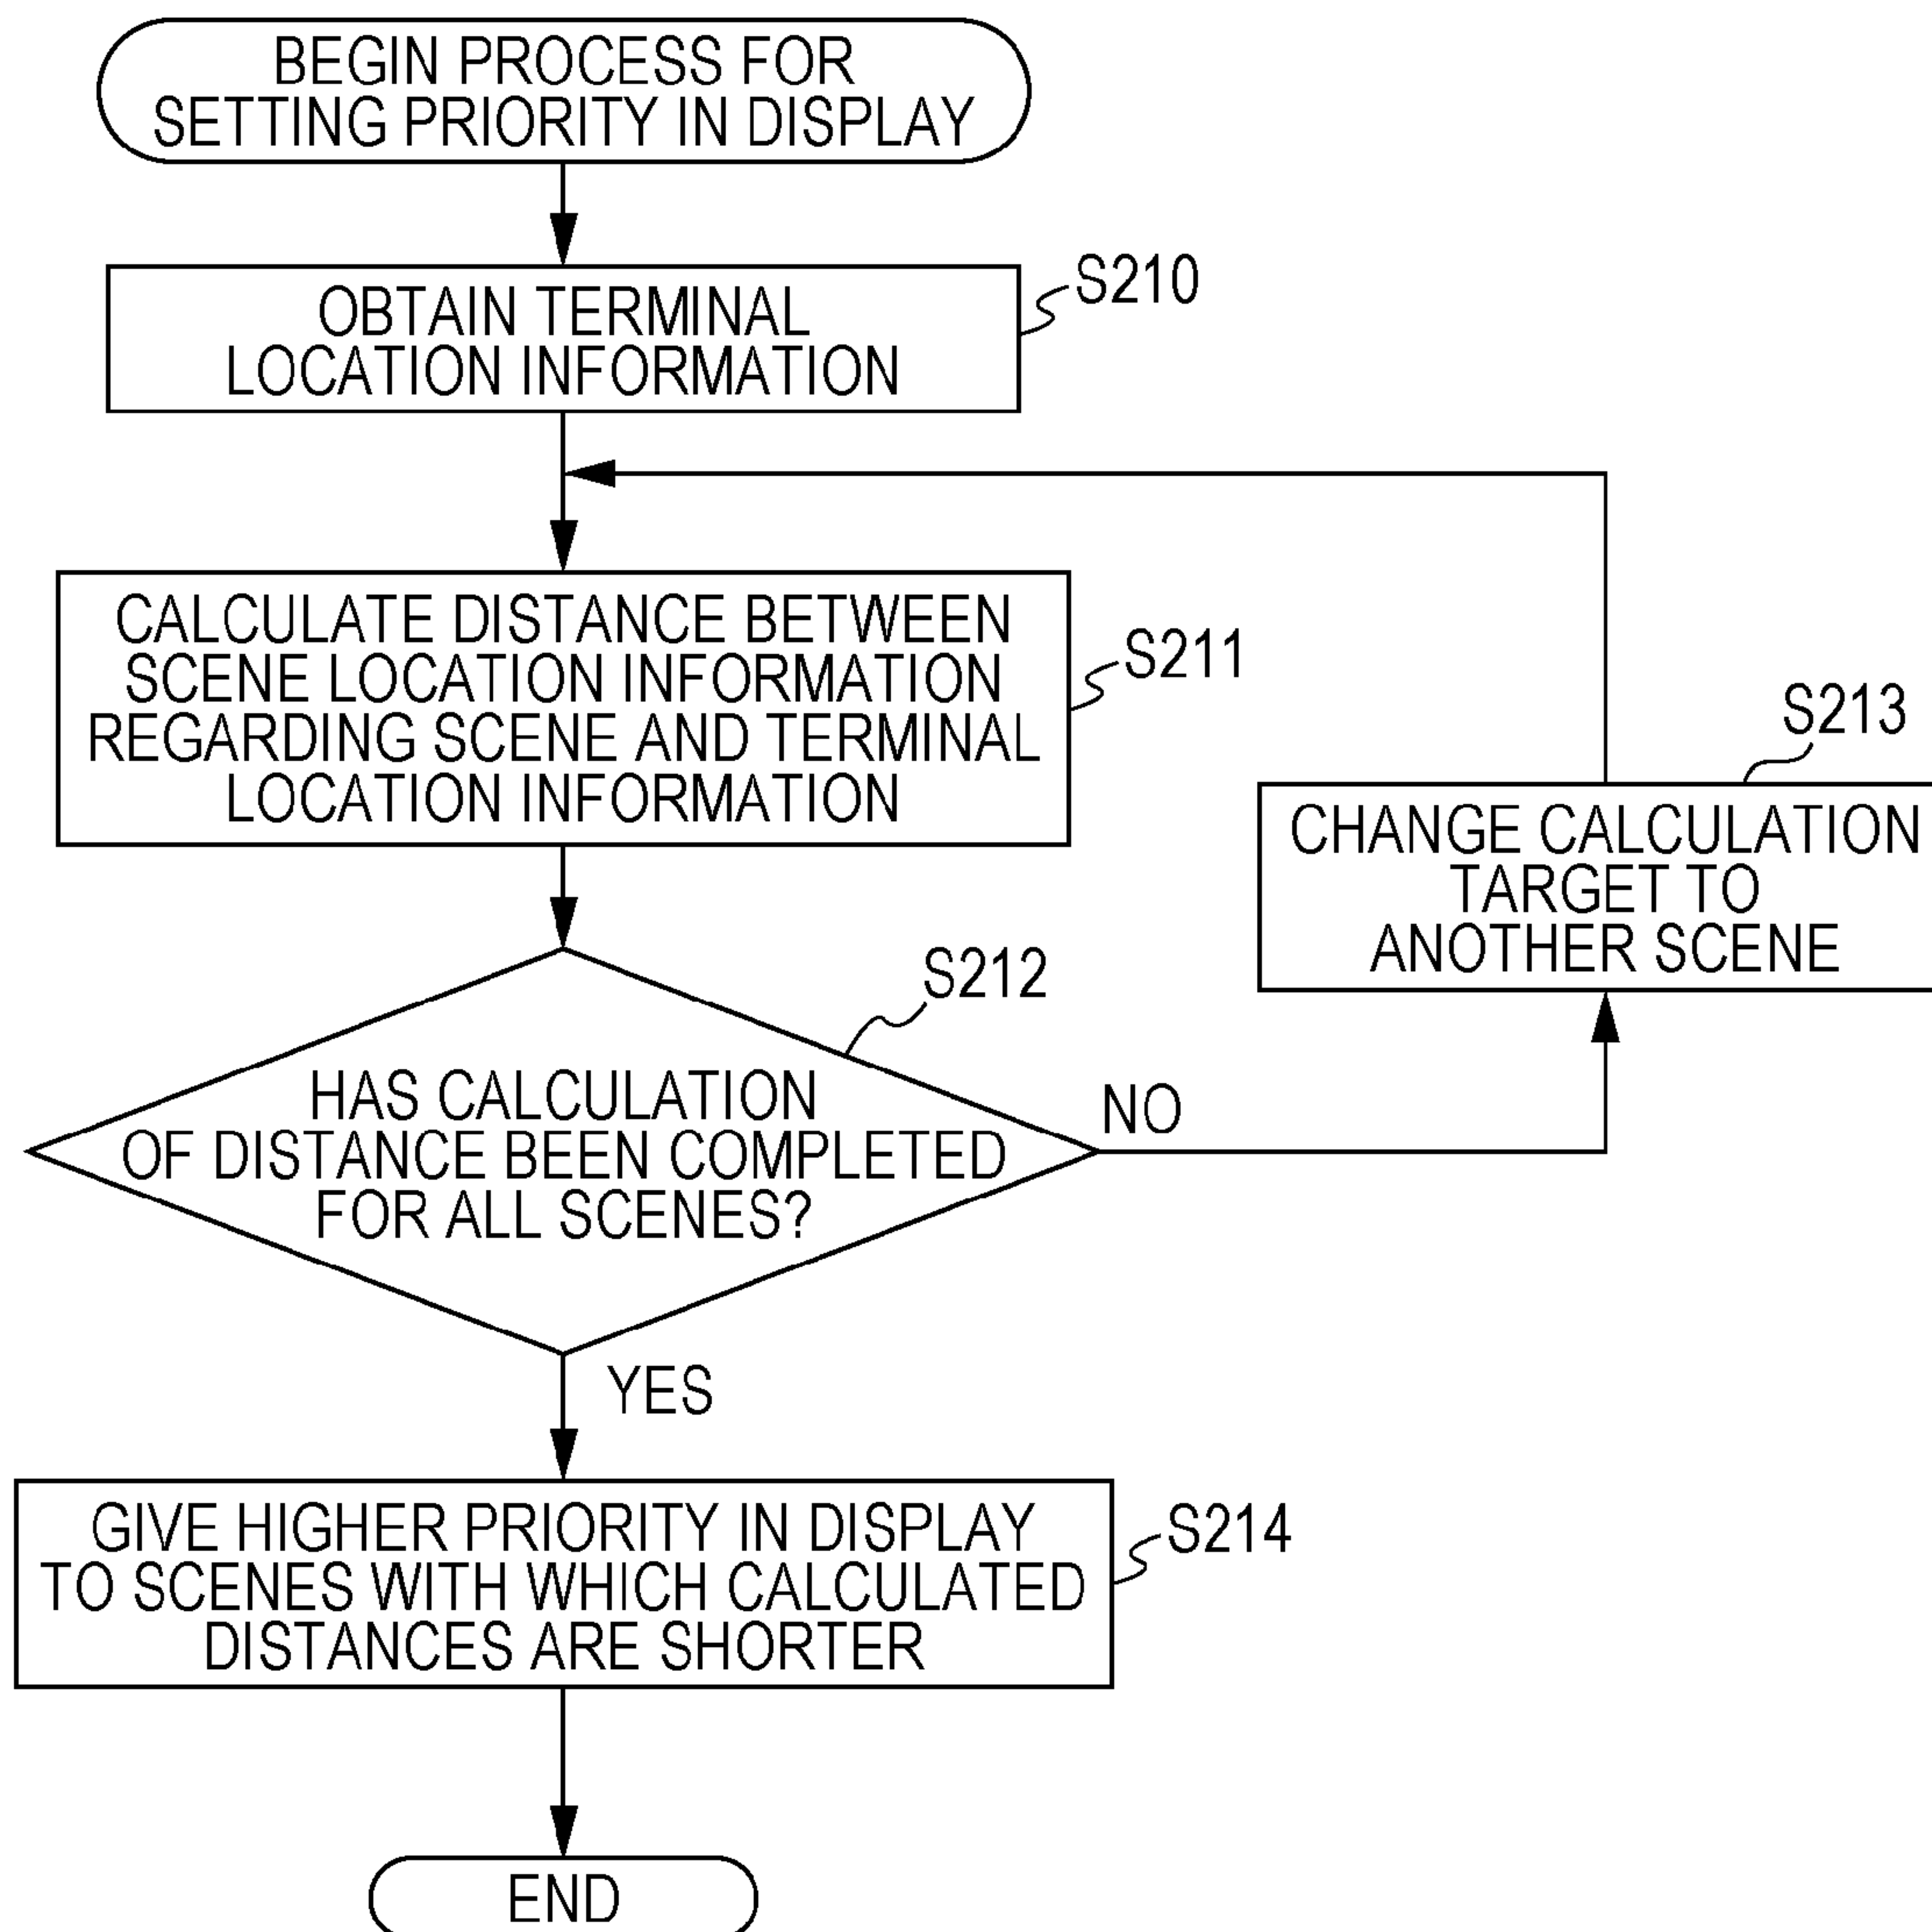 BEGIN PROCESS FOR
SETTING PRIORITY IN DISPLAY
S210
OBTAIN TERMINAL
LOCATION INFORMATION
S211
CALCULATE DISTANCE BETWEEN
SCENE LOCATION INFORMATION
REGARDING SCENE AND TERMINAL
LOCATION INFORMATION
S213
CHANGE CALCULATION
TARGET TO
ANOTHER SCENE
S212
HAS CALCULATION
OF DISTANCE BEEN COMPLETED
FOR ALL SCENES?
NO
YES
S214
GIVE HIGHER PRIORITY IN DISPLAY
TO SCENES WITH WHICH CALCULATED
DISTANCES ARE SHORTER
END